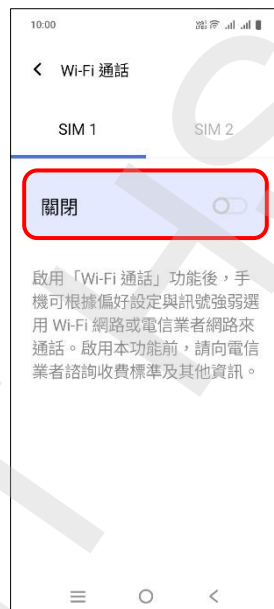 10:00
Wi-Fi 通話
SIM 1 SIM 2
關閉
啟用「Wi-Fi 通話」功能後，手
機可根據偏好設定與訊號強弱選
用 Wi-Fi 網路或電信業者網路來
通話。啟用本功能前，請向電信
業者諮詢收費標準及其他資訊。